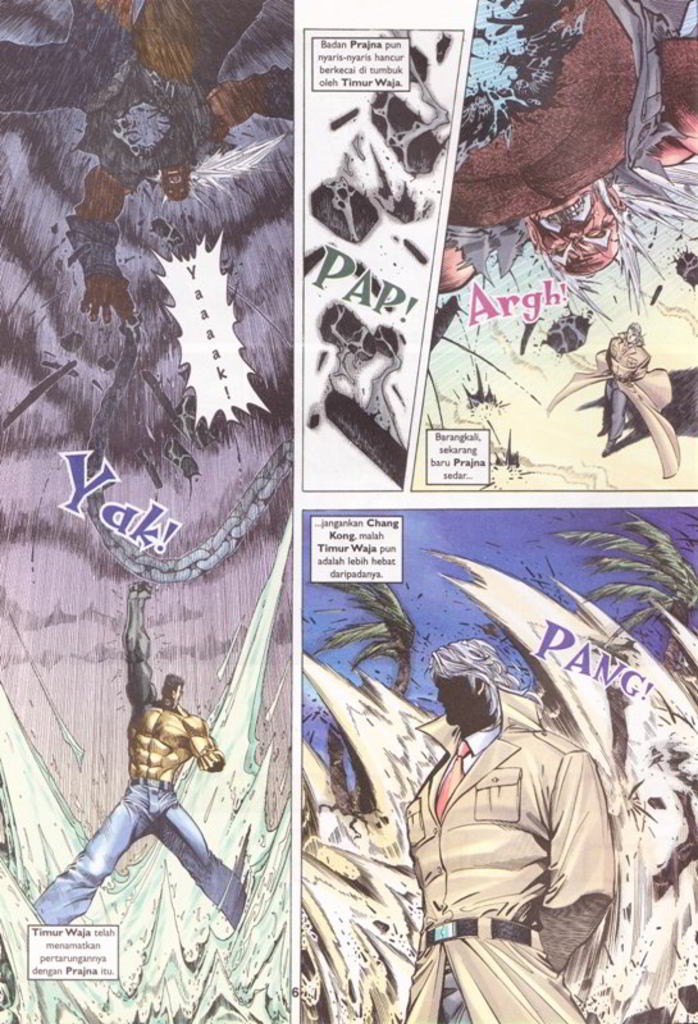 Yaaaaak!
Yak!
Timur Waja telah
menamatkan
pertarungannya
dengan Prajna itu.
Badan Prajna pun
nyaris-nyaris hancur
berkecai di tumbuk
oleh Timur Waja.
PAP!
Argh!
Barangkali,
sekarang
baru Prajna
sedar...
...jangankan Chang
Kong, malah
Timur Waja pun
adalah lebih hebat
daripadanya.
PANG!
6